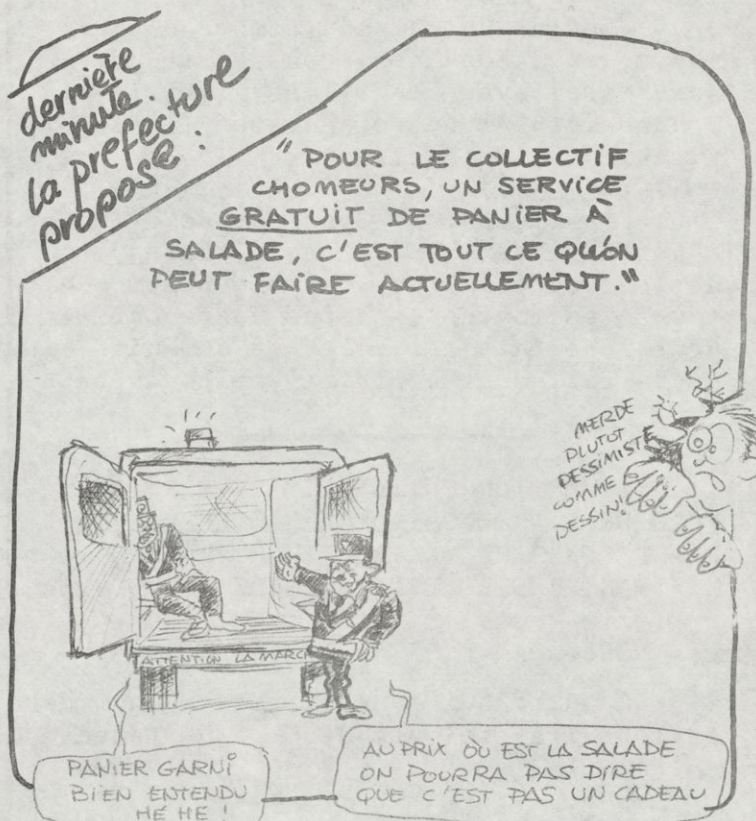 dernière
minute.
la prefecture
propose :
"POUR LE COLLECTIF
CHOMEURS, UN SERVICE
GRATUIT DE PANIER À
SALADE, C'EST TOUT CE QU'ON
PEUT FAIRE ACTUELLEMENT."
MERDE
PLUTOT
PESSIMISTE
COMME
DESSIN!
ATTENTION LA MARCHE
PANIER GARNI
BIEN ENTENDU
HÉ HÉ !
AU PRIX OÙ EST LA SALADE
ON POURRA PAS DIRE
QUE C'EST PAS UN CADEAU